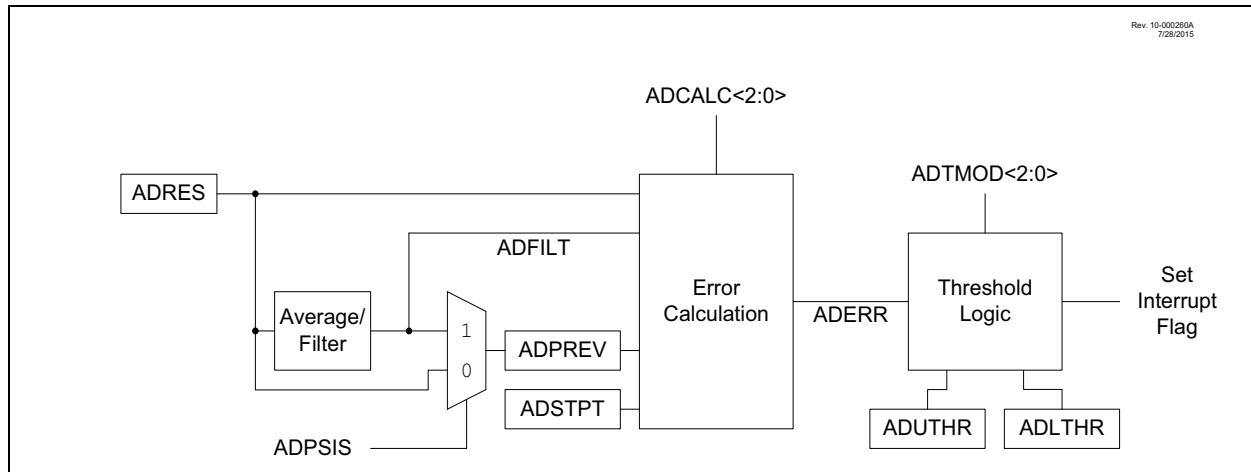 Rev. 10-000260A
7/28/2015
ADCALC<2:0>
ADRES
ADTMOD<2:0>
ADFILT
Average/
Filter
1
0
ADPREV
ADSTPT
ADPSIS
Error
Calculation
ADERR
Threshold
Logic
Set
Interrupt
Flag
ADUTHR
ADLTHR